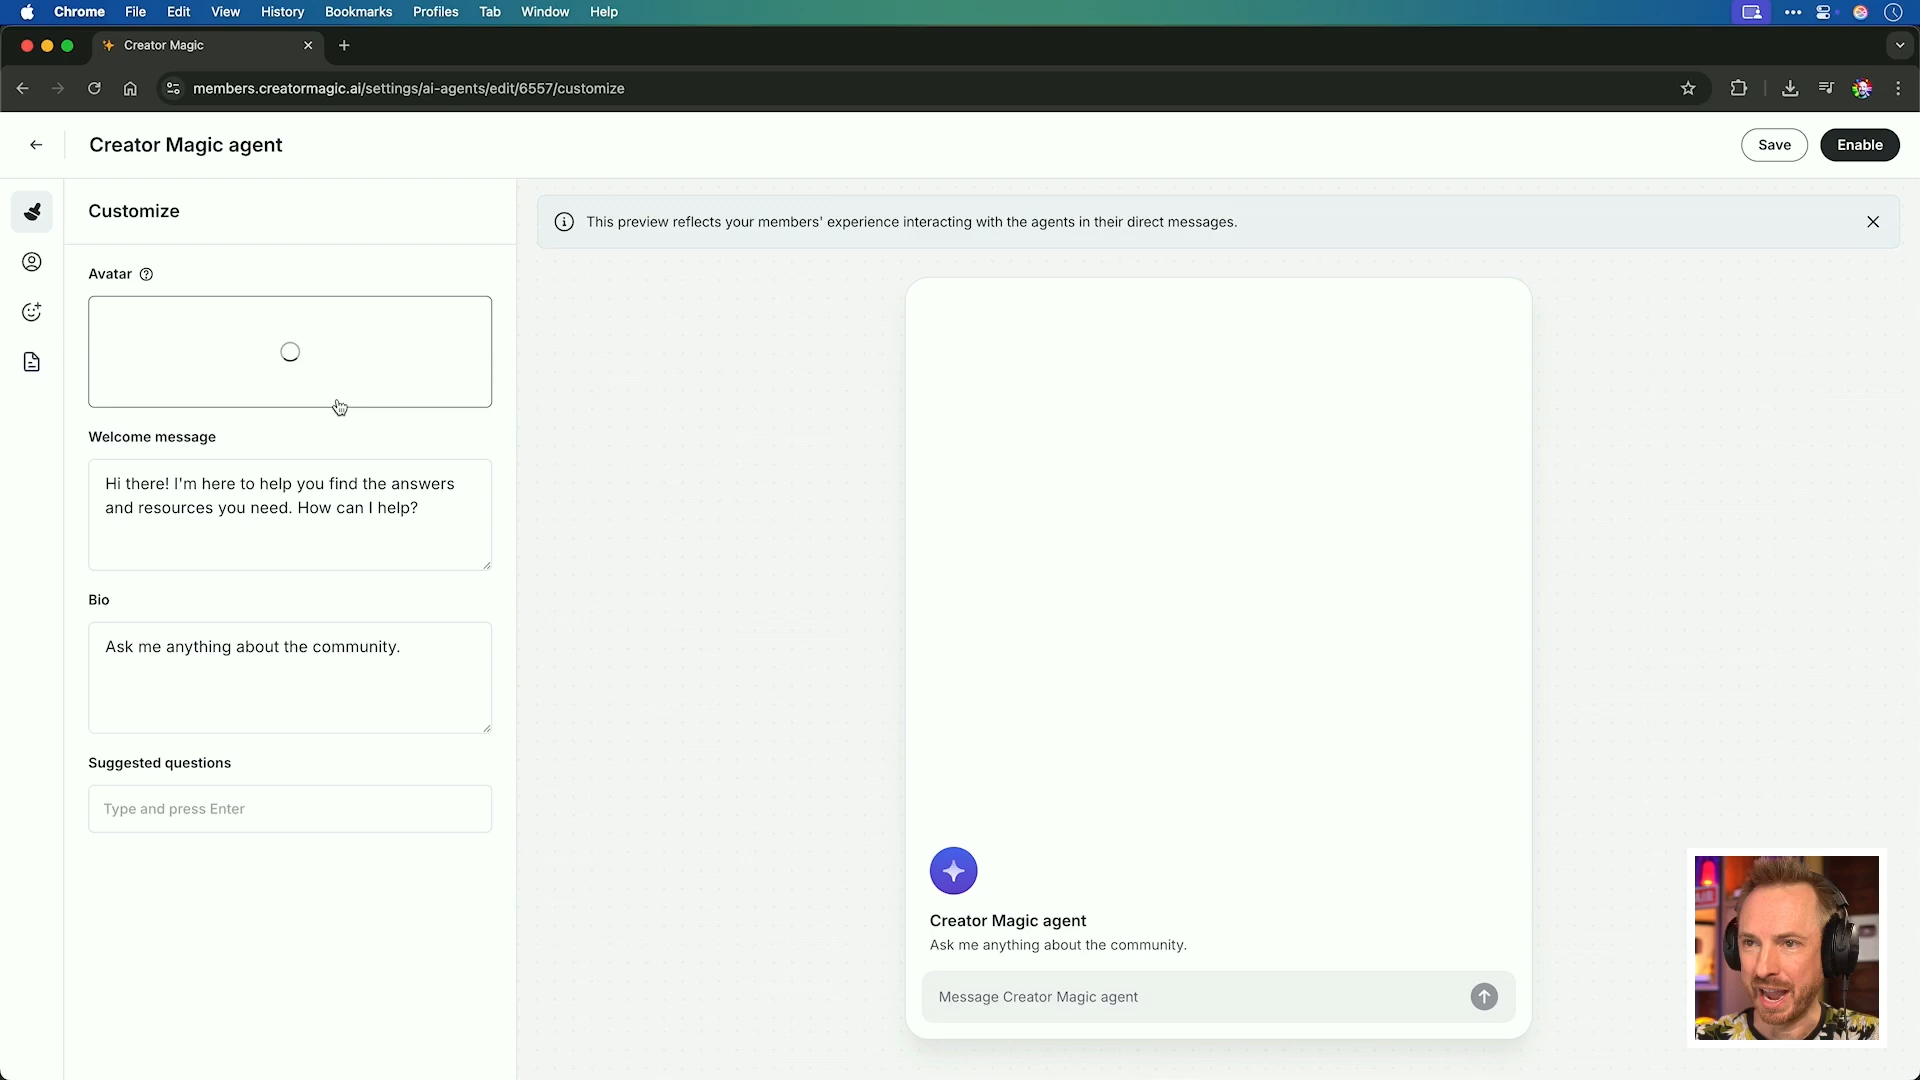 Chrome File Edit View History Bookmarks Profiles Tab Window Help
Creator Magic
members.creatormagic.ai/settings/ai-agents/edit/6557/customize
Creator Magic agent
Save
Enable
Customize
This preview reflects your members' experience interacting with the agents in their direct messages.
Avatar
Welcome message
Hi there! I'm here to help you find the answers
and resources you need. How can I help?
Bio
Ask me anything about the community.
Suggested questions
Type and press Enter
Creator Magic agent
Ask me anything about the community.
Message Creator Magic agent